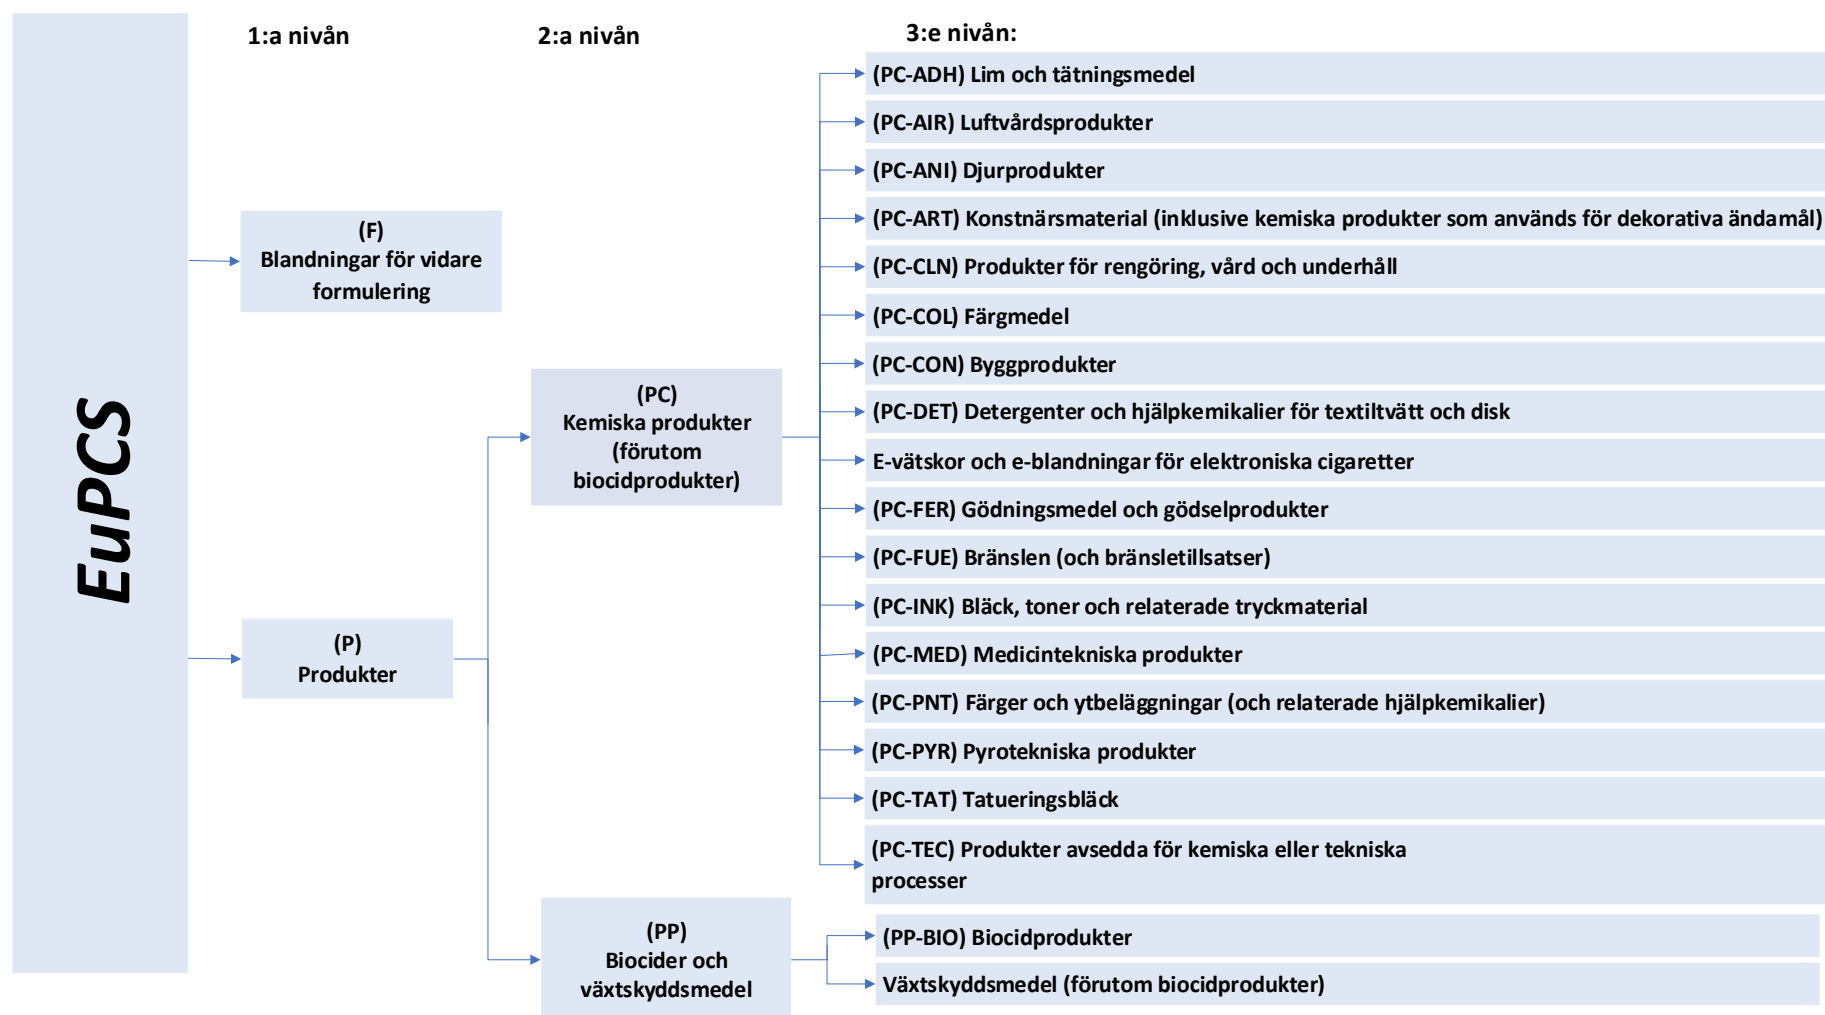 EuPCS
1:a nivån
2:a nivån
3:e nivån:
(F)
Blandningar för vidare
formulering
(P)
Produkter
(PC)
Kemiska produkter
(förutom
biocidprodukter)
(PP)
Biocider och
växtskyddsmedel
(PC-ADH) Lim och tätningsmedel
(PC-AIR) Luftvårdsprodukter
(PC-ANI) Djurprodukter
(PC-ART) Konstnärsmaterial (inklusive kemiska produkter som används för dekorativa ändamål)
(PC-CLN) Produkter för rengöring, vård och underhåll
(PC-COL) Färgmedel
(PC-CON) Byggprodukter
(PC-DET) Detergenter och hjälpkemikalier för textiltvätt och disk
E-vätskor och e-blandningar för elektroniska cigaretter
(PC-FER) Gödningsmedel och gödselprodukter
(PC-FUE) Bränslen (och bränsletillsatser)
(PC-INK) Bläck, toner och relaterade tryckmaterial
(PC-MED) Medicintekniska produkter
(PC-PNT) Färger och ytbeläggningar (och relaterade hjälpkemikalier)
(PC-PYR) Pyrotekniska produkter
(PC-TAT) Tatueringsbläck
(PC-TEC) Produkter avsedda för kemiska eller tekniska
processer
(PP-BIO) Biocidprodukter
Växtskyddsmedel (förutom biocidprodukter)